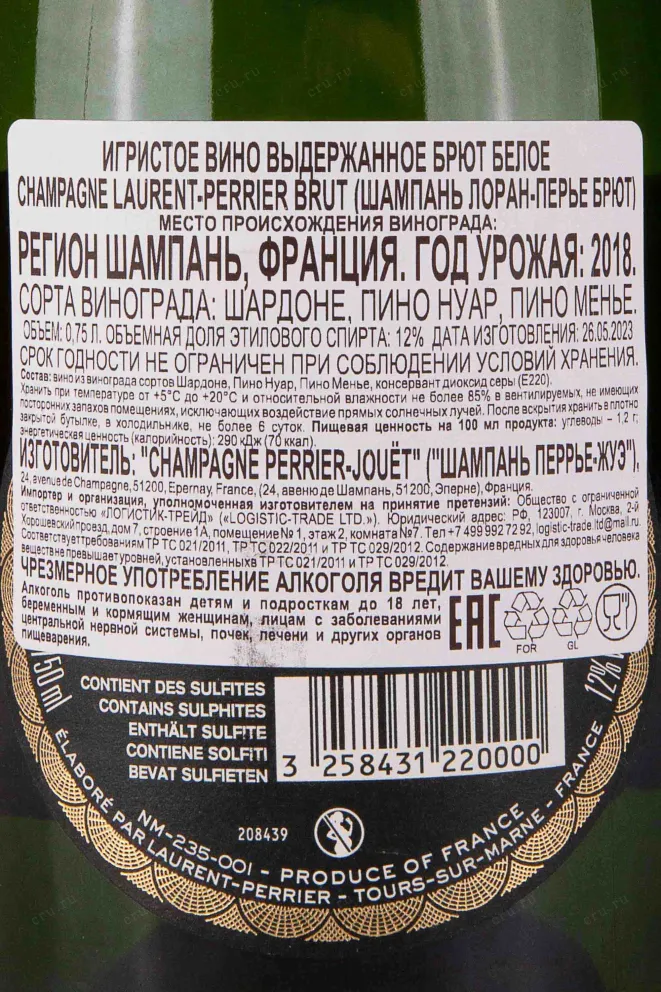 ИГРИСТОЕ ВИНО ВЫДЕРЖАННОЕ БРЮТ БЕЛОЕ
CHAMPAGNE LAURENT-PERRIER BRUT (ШАМПАНЬ ЛОРАН-ПЕРЬЕ БРЮТ)
МЕСТО ПРОИСХОЖДЕНИЯ ВИНОГРАДА:
РЕГИОН ШАМПАНЬ, ФРАНЦИЯ. ГОД УРОЖАЯ: 2018.
СОРТА ВИНОГРАДА: ШАРДОНЕ, ПИНО НУАР, ПИНО МЕНЬЕ.
ОБЪЕМ: 0,75 Л. ОБЪЕМНАЯ ДОЛЯ ЭТИЛОВОГО СПИРТА: 12% ДАТА ИЗГОТОВЛЕНИЯ: 26.05.2023
СРОК ГОДНОСТИ НЕ ОГРАНИЧЕН ПРИ СОБЛЮДЕНИИ УСЛОВИЙ ХРАНЕНИЯ.
Состав: вино из винограда сортов Шардоне, Пино Нуар, Пино Менье, консервант диоксид серы (Е220).
Хранить при температуре от +5°С до +20°С и относительной влажности не более 85% в вентилируемых, не имеющих
посторонних запахов помещениях, исключающих воздействие прямых солнечных лучей. После вскрытия хранить в плотно
закрытой бутылке, в холодильнике, не более 6 суток. Пищевая ценность на 100 мл продукта: углеводы – 1,2 г;
энергетическая ценность (калорийность): 290 кДж (70 ккал).
ИЗГОТОВИТЕЛЬ: "CHAMPAGNE PERRIER-JOUËT" ("ШАМПАНЬ ПЕРРЬЕ-ЖУЭ"),
24, avenue de Champagne, 51200, Epernay, France, (24, авеню де Шампань, 51200, Эперне), Франция.
Импортер и организация, уполномоченная изготовителем на принятие претензий: Общество с ограниченной
ответственностью «ЛОГИСТИК-ТРЕЙД» («LOGISTIC-TRADE LTD.»). Юридический адрес: РФ, 123007, г. Москва, 2-й
Хорошевский проезд, дом 7, строение 1А, помещение № 1, этаж 2, комната №7. Тел +7 499 992 72 92, logistic-trade.ltd@mail.ru.
Соответствует требованиям ТР ТС 021/2011, ТР ТС 022/2011 и ТР ТС 029/2012. Содержание вредных для здоровья человека
веществ не превышает уровней, установленных в ТР ТС 021/2011 и ТР ТС 029/2012.
ЧРЕЗМЕРНОЕ УПОТРЕБЛЕНИЕ АЛКОГОЛЯ ВРЕДИТ ВАШЕМУ ЗДОРОВЬЮ.
Алкоголь противопоказан детям и подросткам до 18 лет,
беременным и кормящим женщинам, лицам с заболеваниями
центральной нервной системы, почек, печени и других органов
пищеварения.
ЕАС
FOR
GL
50 ml
12%
CONTIENT DES SULFITES
CONTAINS SULPHITES
ENTHÄLT SULFITE
CONTIENE SOLFITI
BEVAT SULFIETEN
3 258431 220000
208439
NM-235-001 - PRODUCE OF FRANCE
ÉLABORÉ PAR LAURENT-PERRIER - TOURS-SUR-MARNE - FRANCE
cru.ru